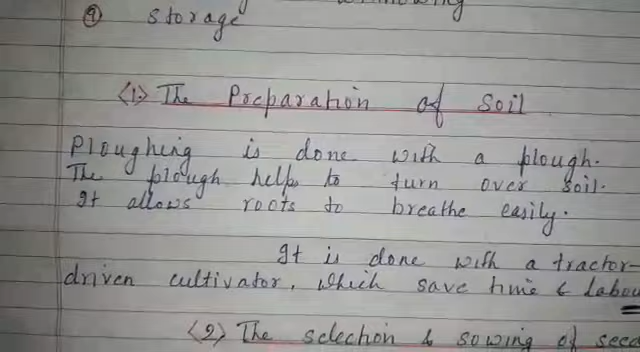 ⑨ storage
<1.> The Preparation of Soil
Ploughing is done with a plough.
The plough helps to turn over soil.
It allows roots to breathe easily.
It is done with a tractor-
driven cultivator, which save time & labou
<2> The selection & sowing of seed